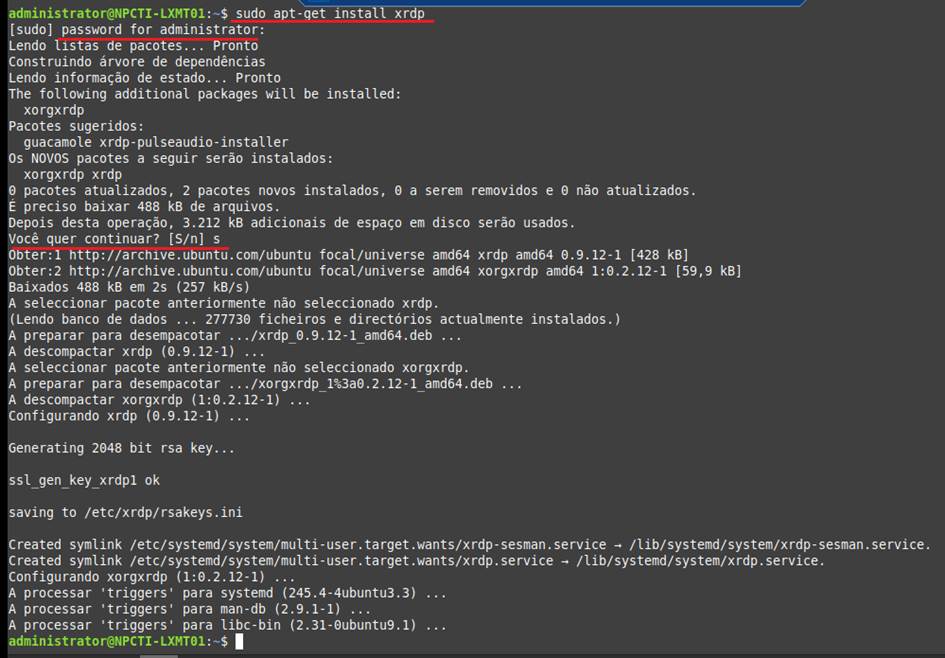 administrator@NPCTI-LXMT01:~$ sudo apt-get install xrdp
[sudo] password for administrator:
Lendo listas de pacotes... Pronto
Construindo árvore de dependências
Lendo informação de estado... Pronto
The following additional packages will be installed:
  xorgxrdp
Pacotes sugeridos:
  guacamole xrdp-pulseaudio-installer
Os NOVOS pacotes a seguir serão instalados:
  xorgxrdp xrdp
0 pacotes atualizados, 2 pacotes novos instalados, 0 a serem removidos e 0 não atualizados.
É preciso baixar 488 kB de arquivos.
Depois desta operação, 3.212 kB adicionais de espaço em disco serão usados.
Você quer continuar? [S/n] s
Obter:1 http://archive.ubuntu.com/ubuntu focal/universe amd64 xrdp amd64 0.9.12-1 [428 kB]
Obter:2 http://archive.ubuntu.com/ubuntu focal/universe amd64 xorgxrdp amd64 1:0.2.12-1 [59,9 kB]
Baixados 488 kB em 2s (257 kB/s)
A seleccionar pacote anteriormente não seleccionado xrdp.
(Lendo banco de dados ... 277730 ficheiros e directórios actualmente instalados.)
A preparar para desempacotar .../xrdp_0.9.12-1_amd64.deb ...
A descompactar xrdp (0.9.12-1) ...
A seleccionar pacote anteriormente não seleccionado xorgxrdp.
A preparar para desempacotar .../xorgxrdp_1%3a0.2.12-1_amd64.deb ...
A descompactar xorgxrdp (1:0.2.12-1) ...
Configurando xrdp (0.9.12-1) ...
Generating 2048 bit rsa key...
ssl_gen_key_xrdp1 ok
saving to /etc/xrdp/rsakeys.ini
Created symlink /etc/systemd/system/multi-user.target.wants/xrdp-sesman.service → /lib/systemd/system/xrdp-sesman.service.
Created symlink /etc/systemd/system/multi-user.target.wants/xrdp.service → /lib/systemd/system/xrdp.service.
Configurando xorgxrdp (1:0.2.12-1) ...
A processar 'triggers' para systemd (245.4-4ubuntu3.3) ...
A processar 'triggers' para man-db (2.9.1-1) ...
A processar 'triggers' para libc-bin (2.31-0ubuntu9.1) ...
administrator@NPCTI-LXMT01:~$